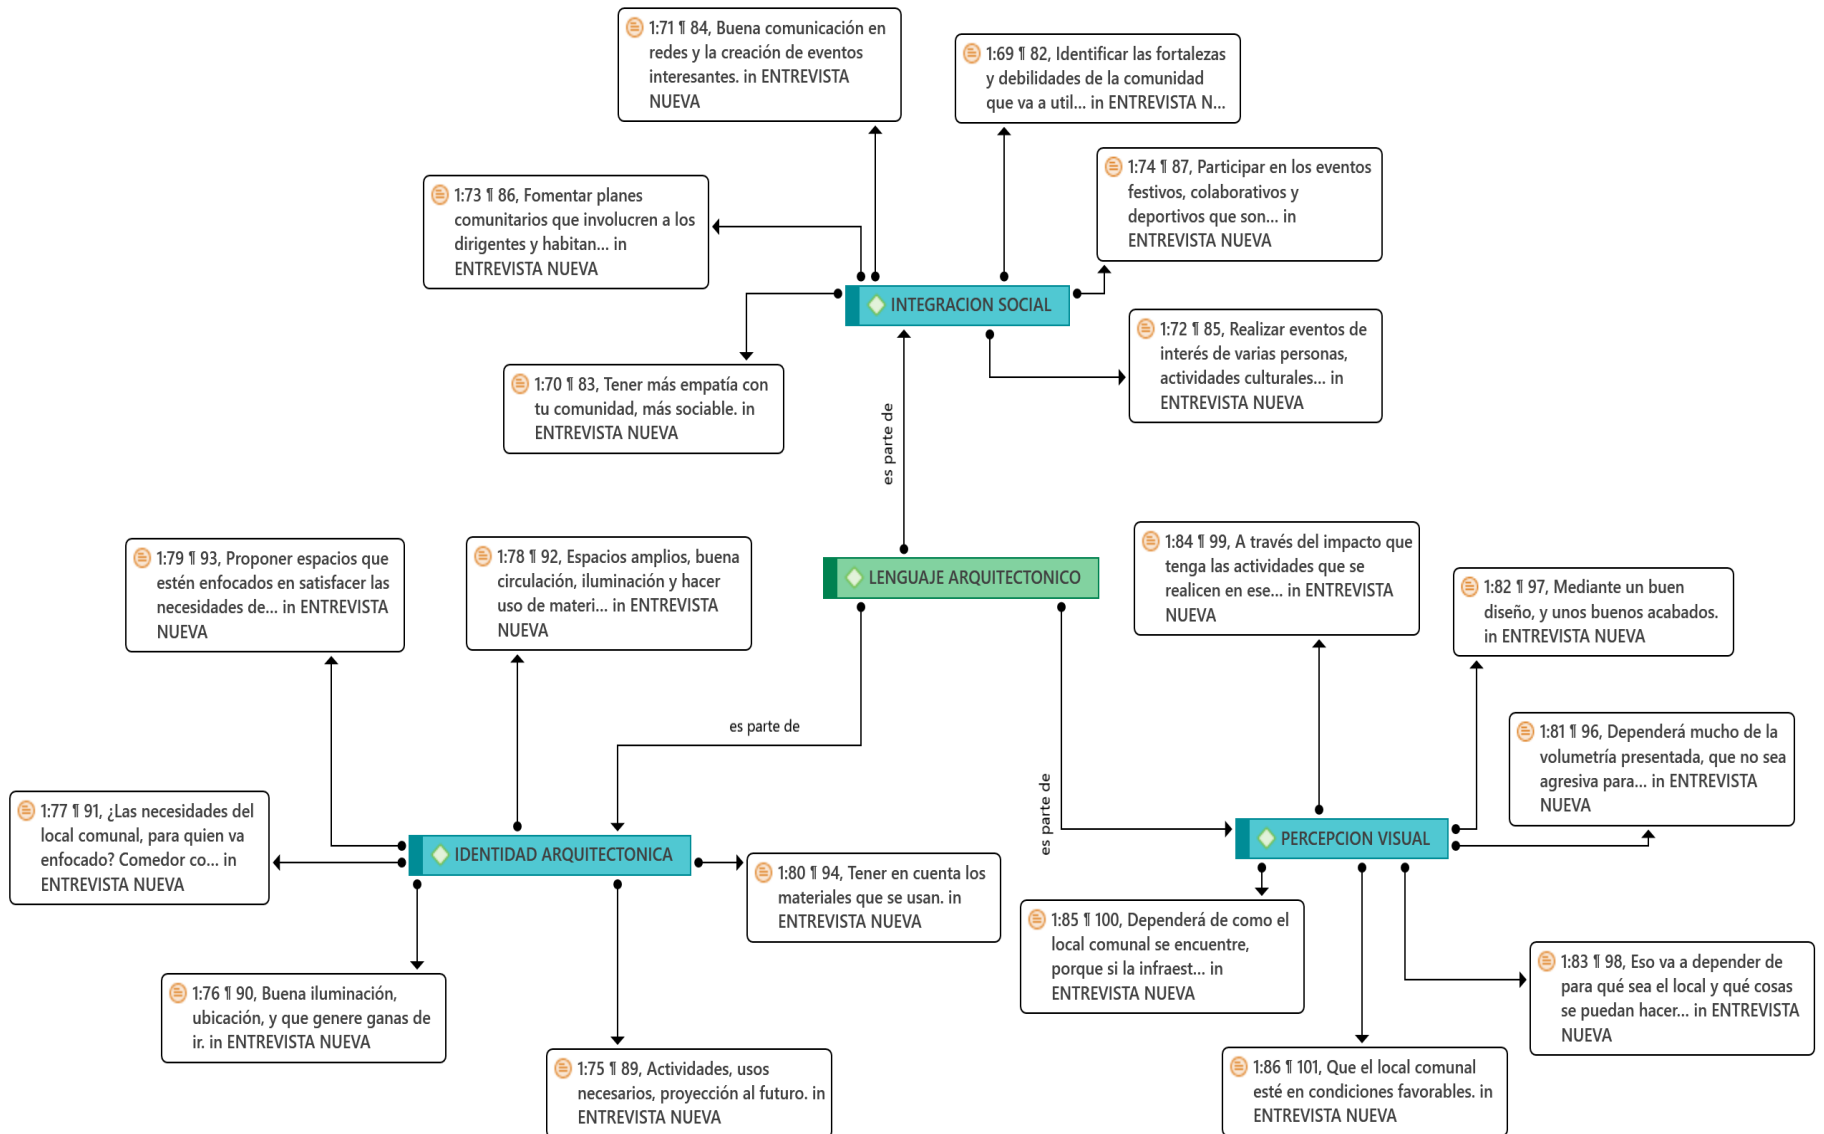 1:71 ¶ 84, Buena comunicación en
redes y la creación de eventos
interesantes. in ENTREVISTA
NUEVA
1:69 ¶ 82, Identificar las fortalezas
y debilidades de la comunidad
que va a util... in ENTREVISTA N...
1:74 ¶ 87, Participar en los eventos
festivos, colaborativos y
deportivos que son... in
ENTREVISTA NUEVA
1:73 ¶ 86, Fomentar planes
comunitarios que involucren a los
dirigentes y habitan... in
ENTREVISTA NUEVA
INTEGRACION SOCIAL
1:72 ¶ 85, Realizar eventos de
interés de varias personas,
actividades culturales... in
ENTREVISTA NUEVA
1:70 ¶ 83, Tener más empatía con
tu comunidad, más sociable. in
ENTREVISTA NUEVA
es parte de
LENGUAJE ARQUITECTONICO
1:79 ¶ 93, Proponer espacios que
estén enfocados en satisfacer las
necesidades de... in ENTREVISTA
NUEVA
1:78 ¶ 92, Espacios amplios, buena
circulación, iluminación y hacer
uso de materi... in ENTREVISTA
NUEVA
1:84 ¶ 99, A través del impacto que
tenga las actividades que se
realicen en ese... in ENTREVISTA
NUEVA
1:82 ¶ 97, Mediante un buen
diseño, y unos buenos acabados.
in ENTREVISTA NUEVA
es parte de
1:81 ¶ 96, Dependerá mucho de la
volumetría presentada, que no sea
agresiva para... in ENTREVISTA
NUEVA
es parte de
1:77 ¶ 91, ¿Las necesidades del
local comunal, para quien va
enfocado? Comedor co... in
ENTREVISTA NUEVA
IDENTIDAD ARQUITECTONICA
PERCEPCION VISUAL
1:80 ¶ 94, Tener en cuenta los
materiales que se usan. in
ENTREVISTA NUEVA
1:85 ¶ 100, Dependerá de como el
local comunal se encuentre,
porque si la infraest... in
ENTREVISTA NUEVA
1:83 ¶ 98, Eso va a depender de
para qué sea el local y qué cosas
se puedan hacer... in ENTREVISTA
NUEVA
1:76 ¶ 90, Buena iluminación,
ubicación, y que genere ganas de
ir. in ENTREVISTA NUEVA
1:75 ¶ 89, Actividades, usos
necesarios, proyección al futuro. in
ENTREVISTA NUEVA
1:86 ¶ 101, Que el local comunal
esté en condiciones favorables. in
ENTREVISTA NUEVA